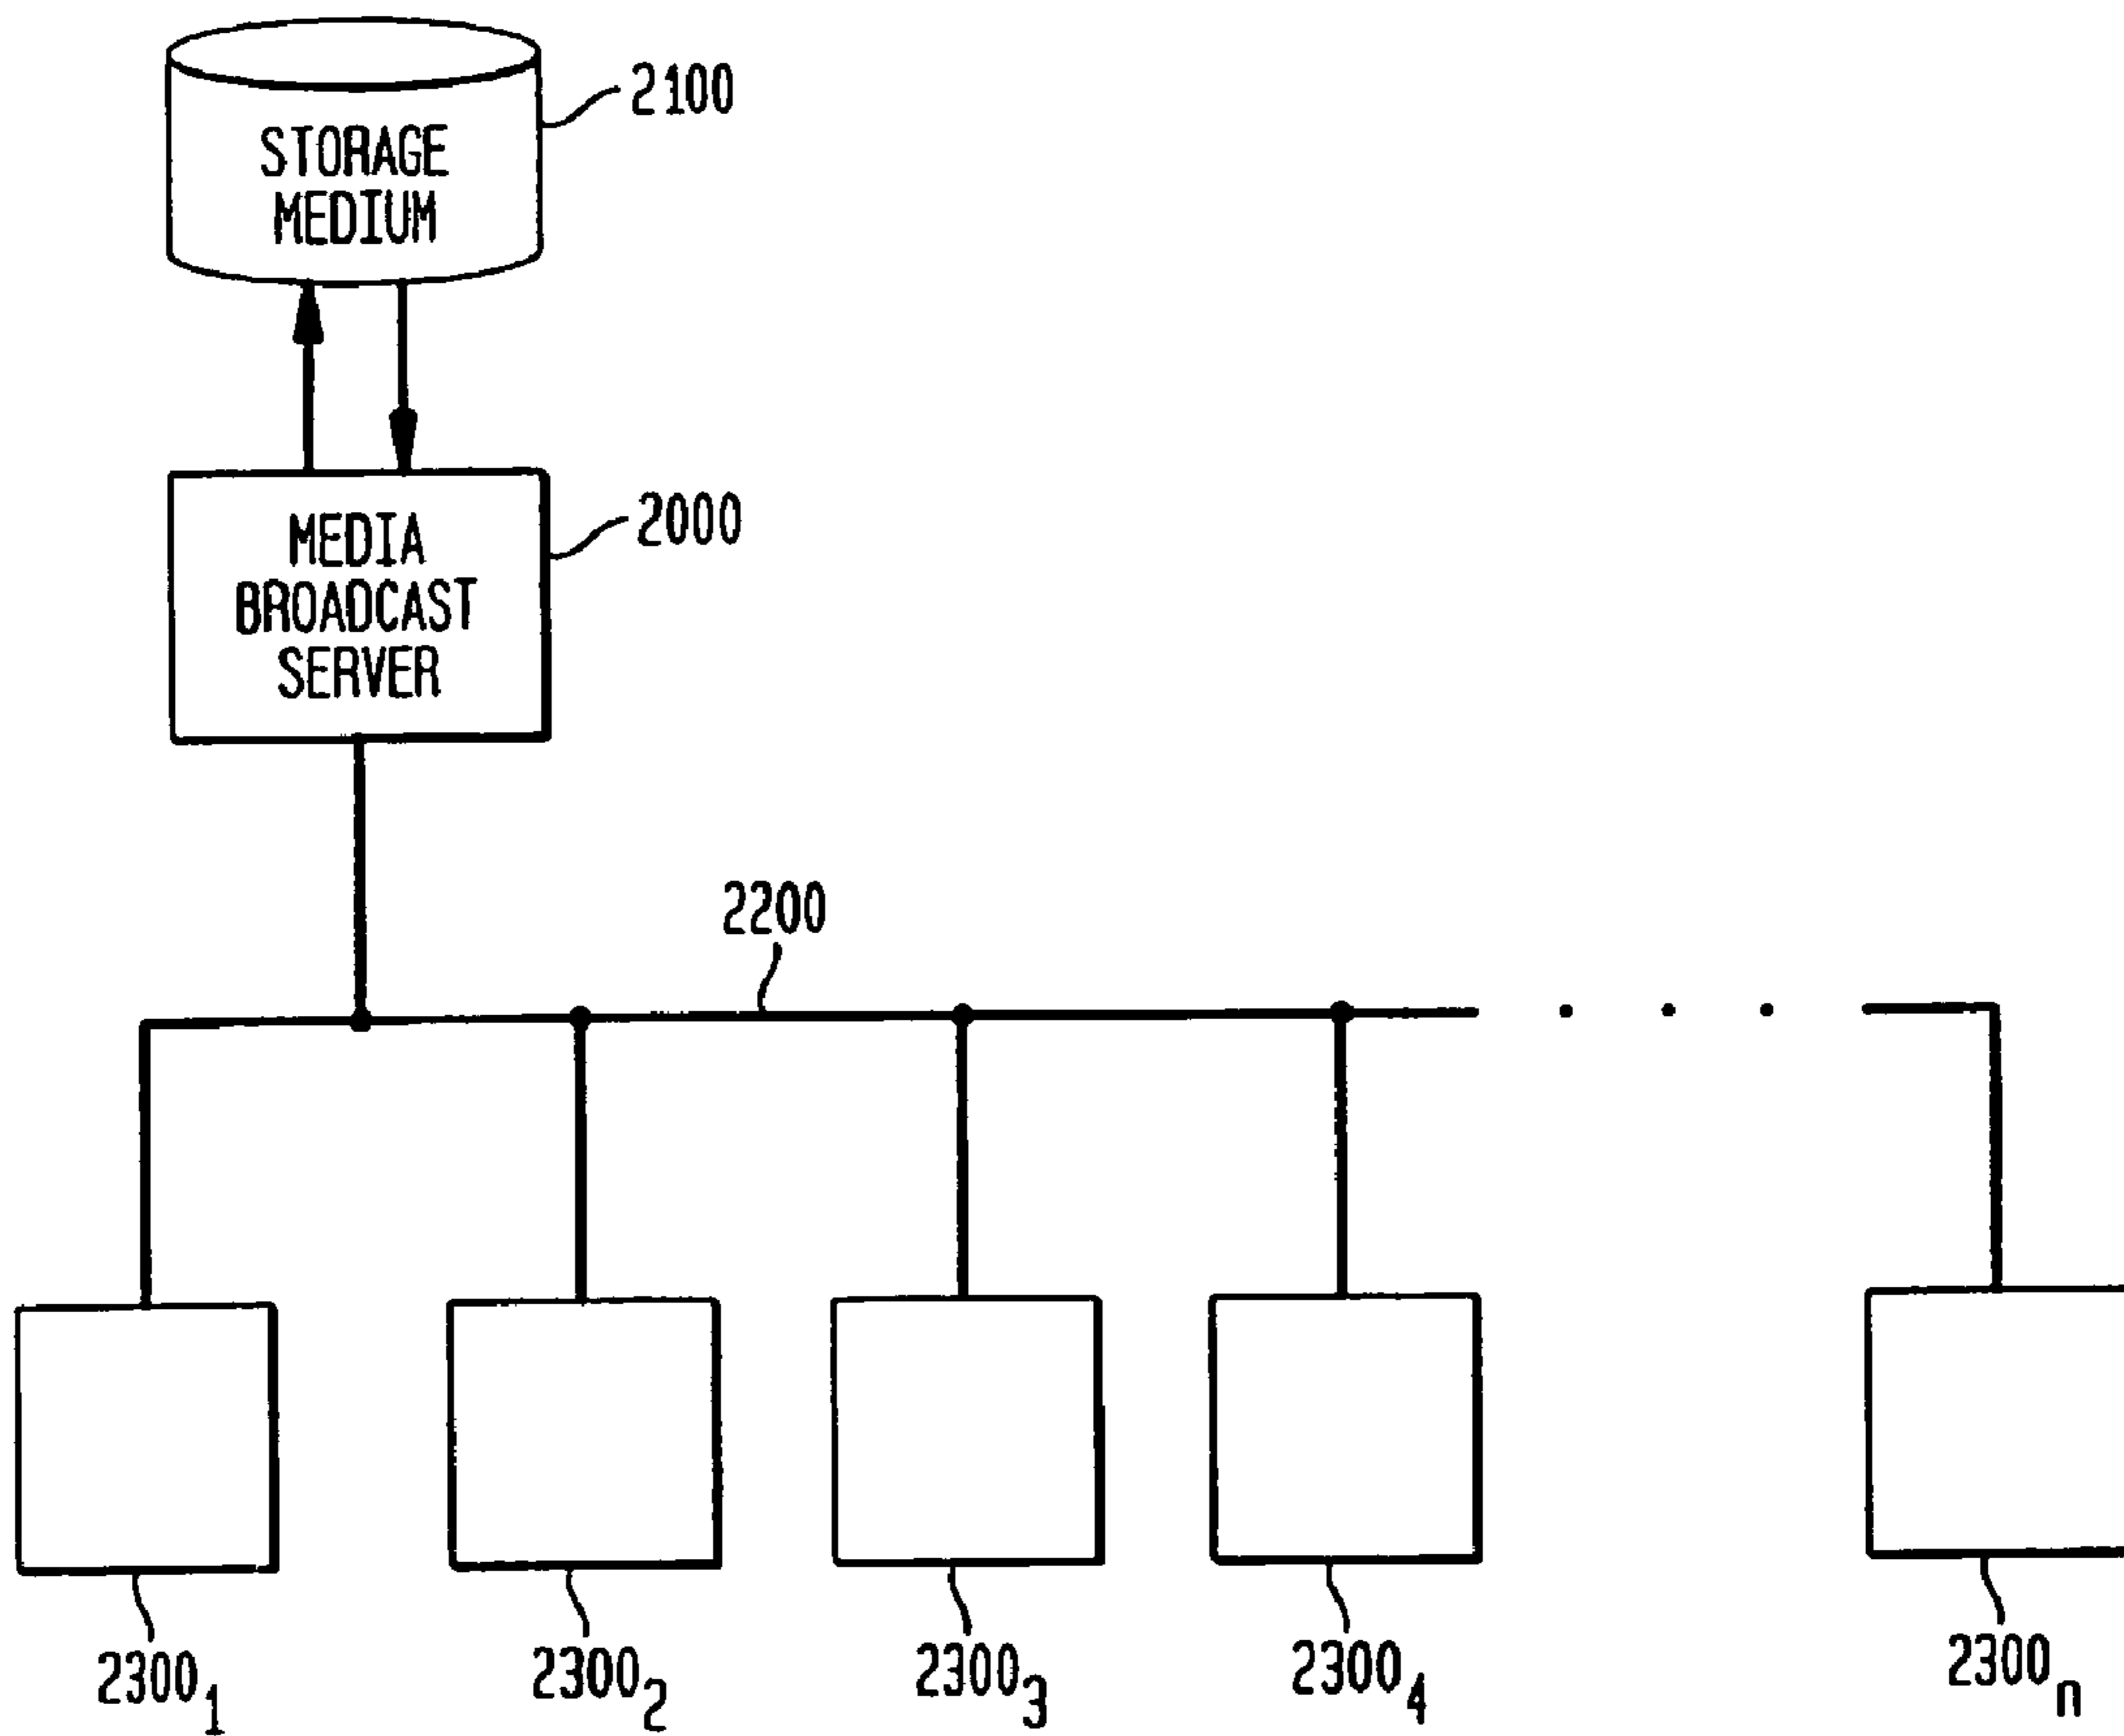 2100
STORAGE
MEDIUM
2000
MEDIA
BROADCAST
SERVER
2200
2300₁
2300₂
2300₃
2300₄
2300ₙ